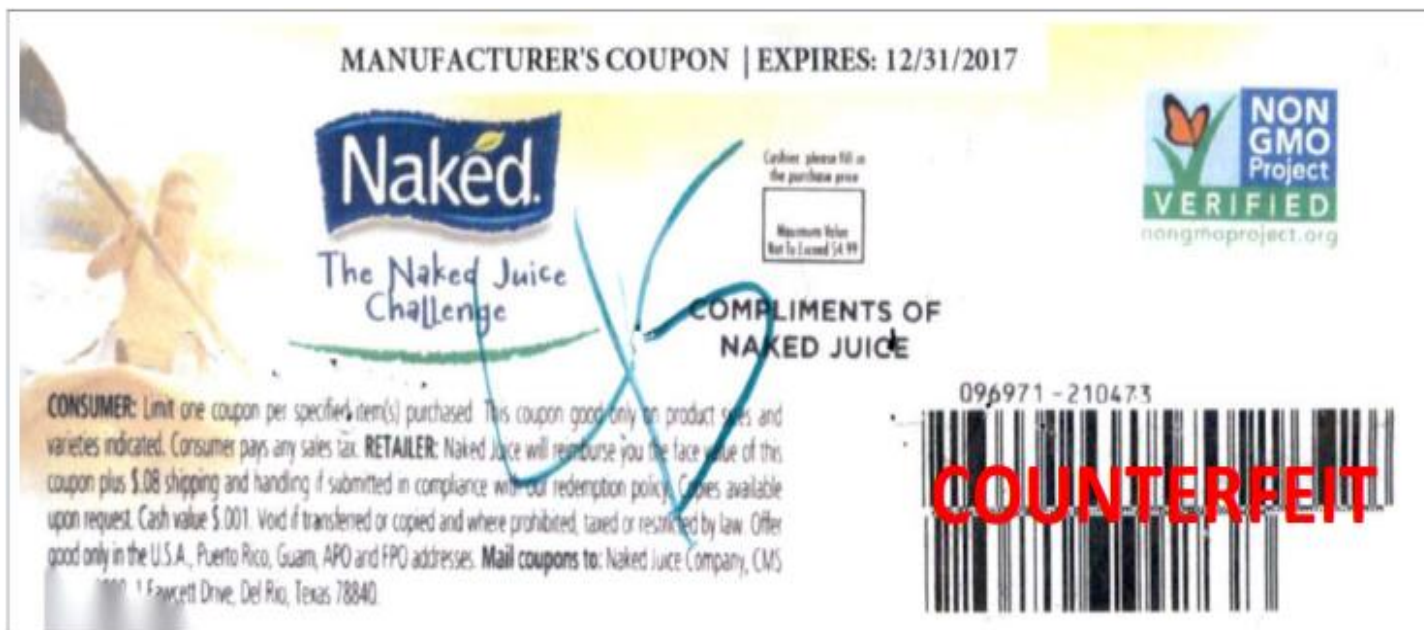 MANUFACTURER'S COUPON | EXPIRES: 12/31/2017
Naked.
The Naked Juice
Challenge
Cashier: please fill in
the purchase price
Maximum Value
Not To Exceed $4.99
NON
GMO
Project
VERIFIED
nongmoproject.org
COMPLIMENTS OF
NAKED JUICE
CONSUMER: Limit one coupon per specified item(s) purchased. This coupon good only on product sizes and
varieties indicated. Consumer pays any sales tax. RETAILER: Naked Juice will reimburse you the face value of this
coupon plus $.08 shipping and handling if submitted in compliance with our redemption policy. Copies available
upon request. Cash value $.001. Void if transferred or copied and where prohibited, taxed or restricted by law. Offer
good only in the U.S.A., Puerto Rico, Guam, APO and FPO addresses. Mail coupons to: Naked Juice Company, CMS
1 Fawcett Drive, Del Rio, Texas 78840.
096971-210473
COUNTERFEIT